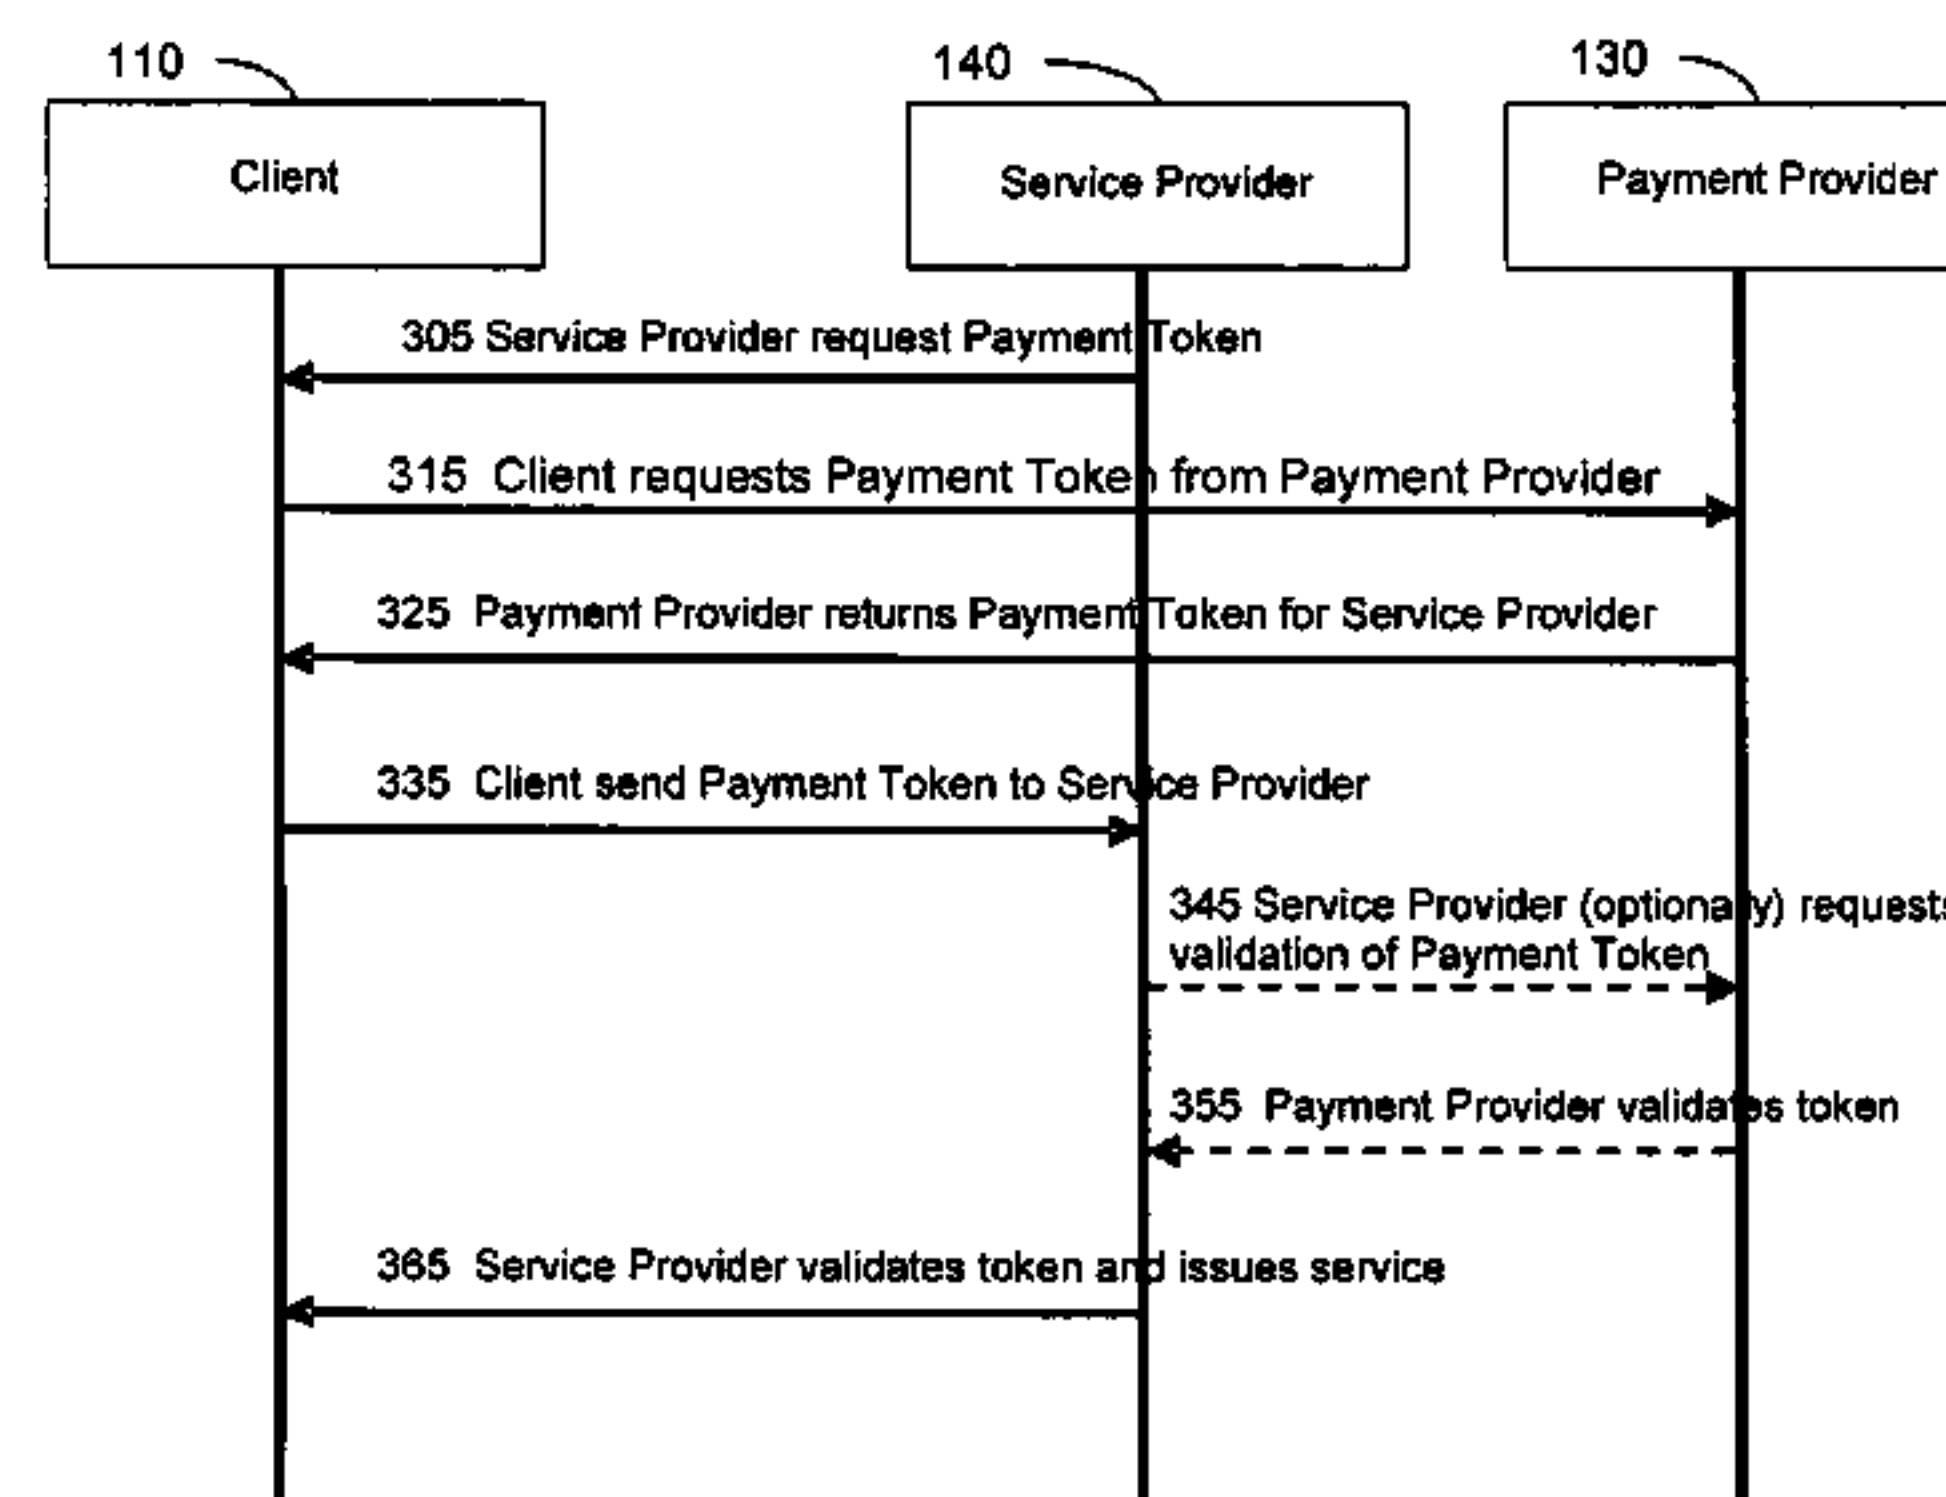 110
140
130
Client
Service Provider
Payment Provider
305 Service Provider request Payment Token
315 Client requests Payment Token from Payment Provider
325 Payment Provider returns Payment Token for Service Provider
335 Client send Payment Token to Service Provider
345 Service Provider (optionally) requests
validation of Payment Token
355 Payment Provider validates token
365 Service Provider validates token and issues service